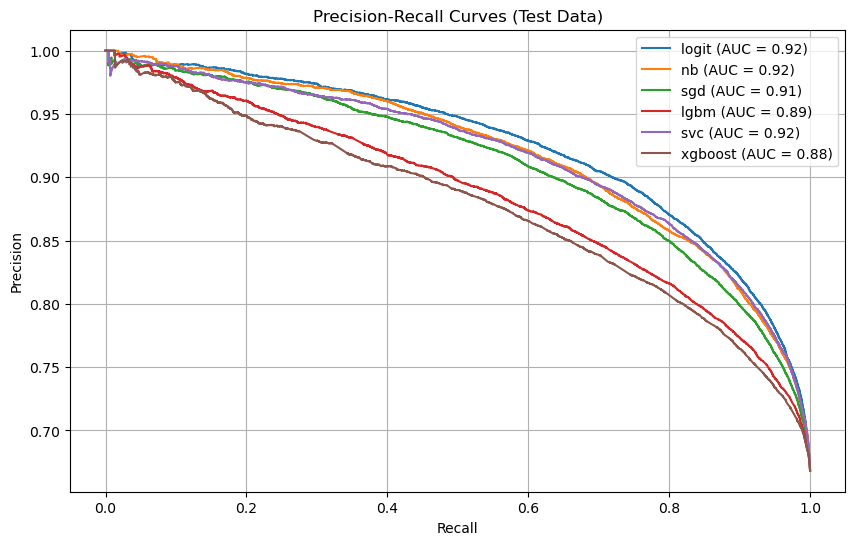 Precision-Recall Curves (Test Data)
logit (AUC = 0.92)
nb (AUC = 0.92)
sgd (AUC = 0.91)
lgbm (AUC = 0.89)
svc (AUC = 0.92)
xgboost (AUC = 0.88)
Precision
1.00
0.95
0.90
0.85
0.80
0.75
0.70
0.0 0.2 0.4 0.6 0.8 1.0
Recall